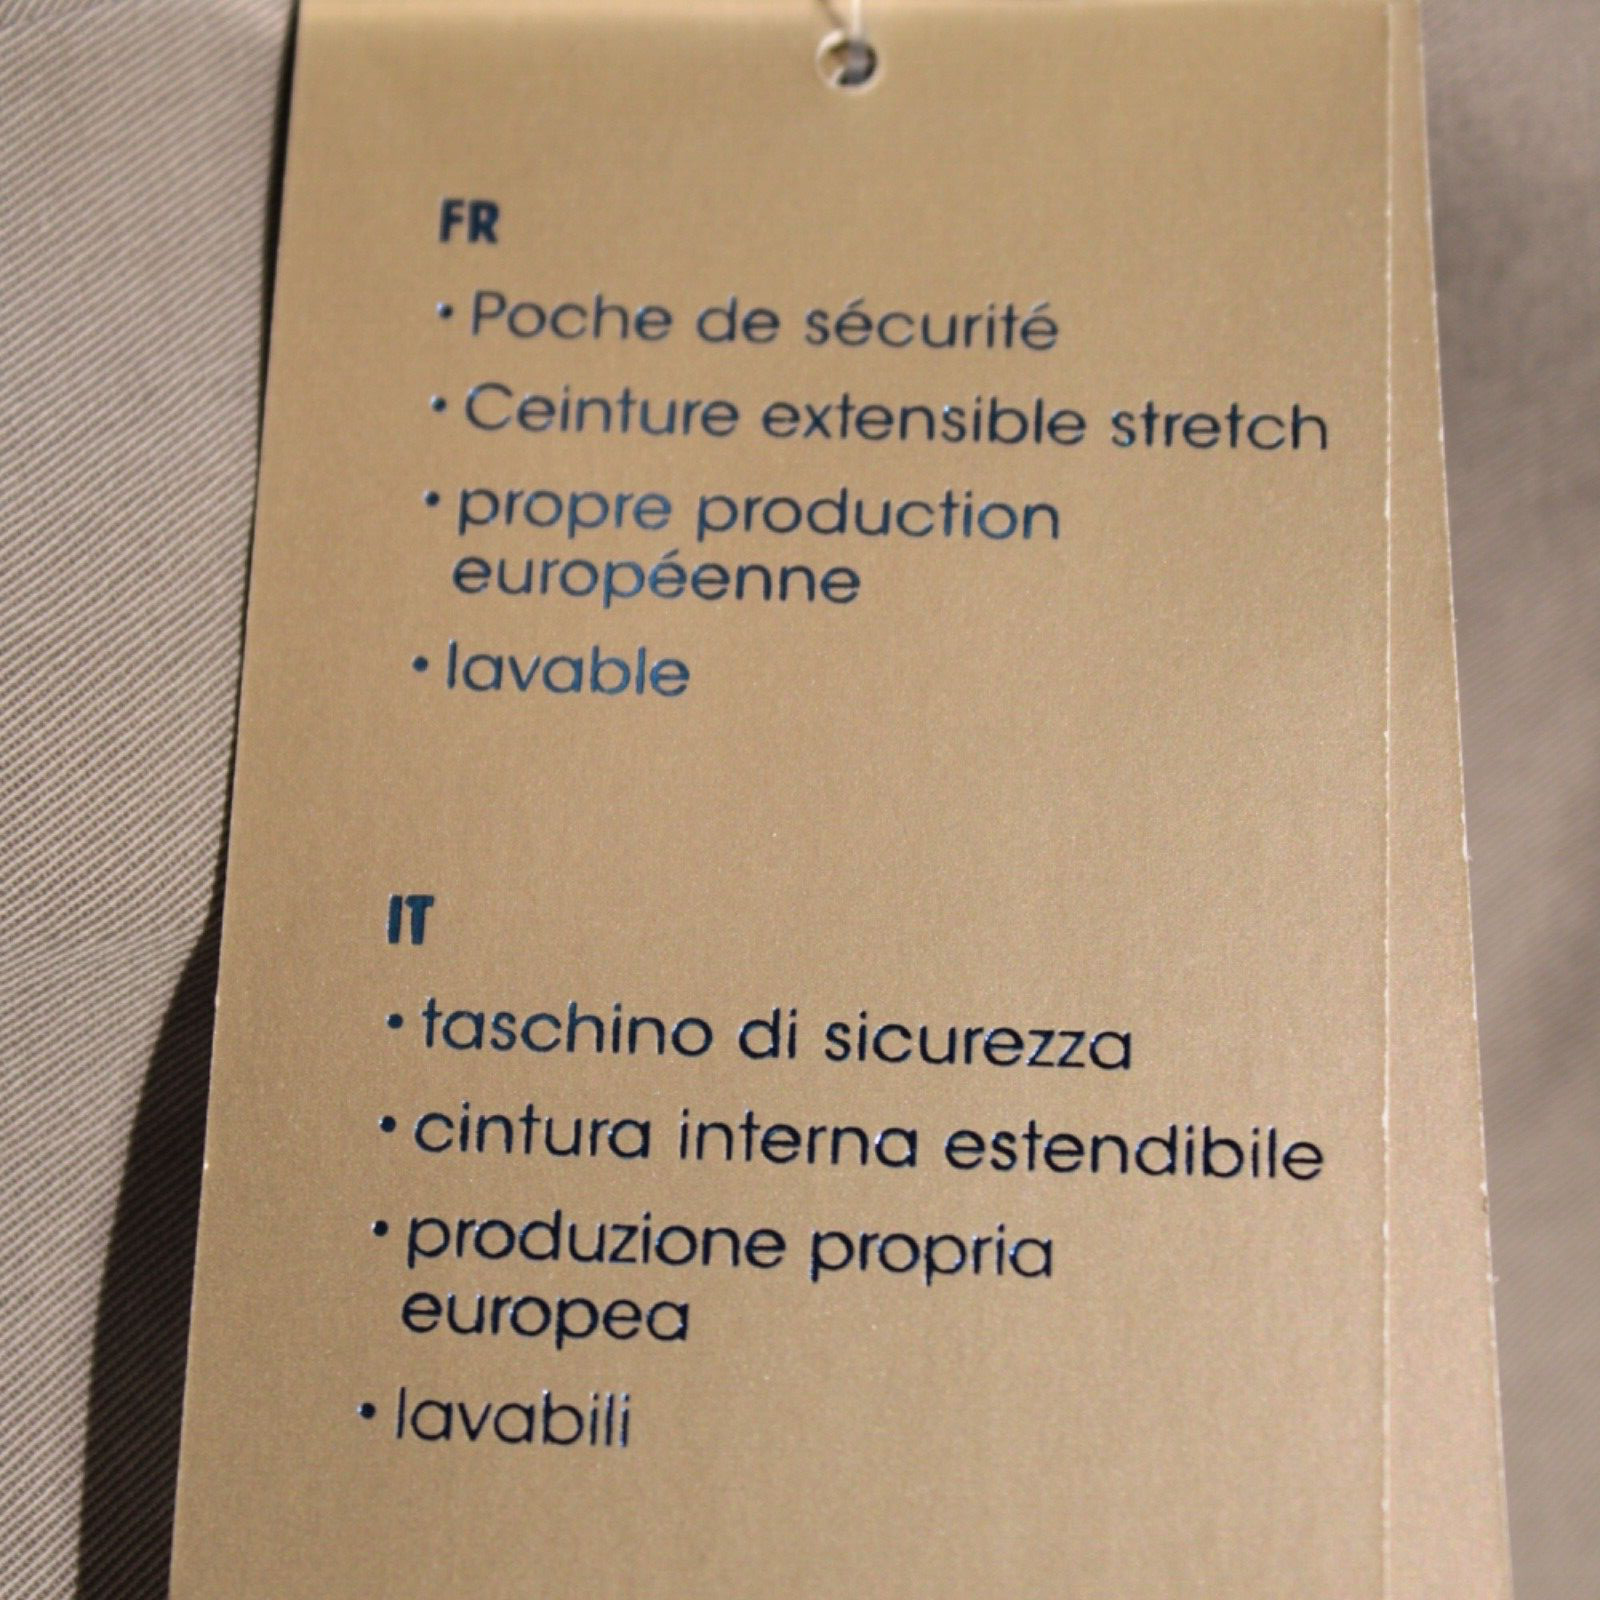 FR
• Poche de sécurité
• Ceinture extensible stretch
• propre production
européenne
• lavable
IT
• taschino di sicurezza
• cintura interna estendibile
• produzione propria
europea
• lavabili